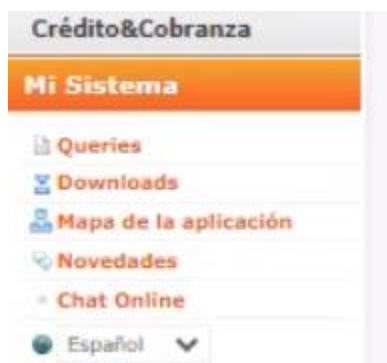 Crédito&Cobranza
Mi Sistema
Queries
Downloads
Mapa de la aplicación
Novedades
Chat Online
Español